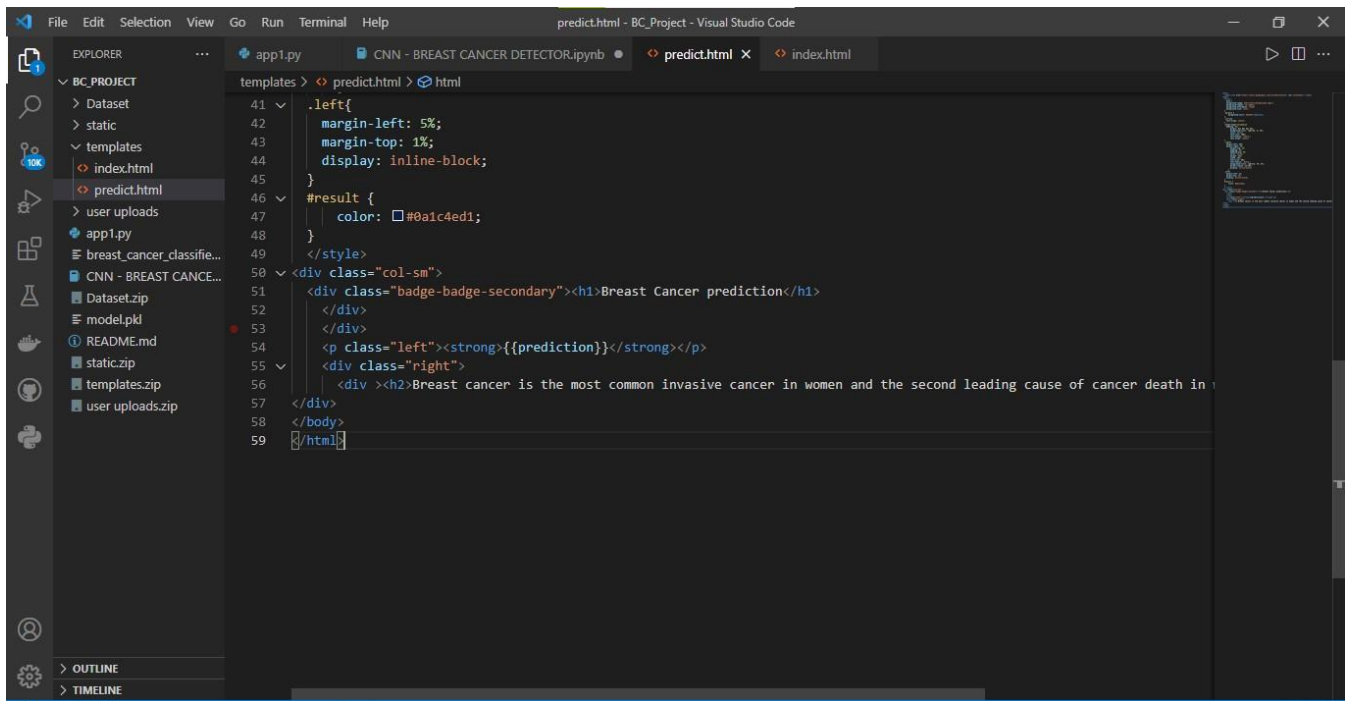 File Edit Selection View Go Run Terminal Help predict.html - BC_Project - Visual Studio Code
EXPLORER ...
app1.py CNN - BREAST CANCER DETECTOR.ipynb ● predict.html × index.html
1
BC_PROJECT
templates > predict.html > html
> Dataset
> static
templates
index.html
predict.html
> user uploads
app1.py
breast_cancer_classifie...
CNN - BREAST CANCE...
Dataset.zip
model.pkl
README.md
static.zip
templates.zip
user uploads.zip
10K
41 .left{
42 margin-left: 5%;
43 margin-top: 1%;
44 display: inline-block;
45 }
46 #result {
47 color: #0a1c4ed1;
48 }
49 </style>
50 <div class="col-sm">
51 <div class="badge-badge-secondary"><h1>Breast Cancer prediction</h1>
52 </div>
53 </div>
54 <p class="left"><strong>{{prediction}}</strong></p>
55 <div class="right">
56 <div ><h2>Breast cancer is the most common invasive cancer in women and the second leading cause of cancer death in
57 </div>
58 </body>
59 </html>
> OUTLINE
> TIMELINE